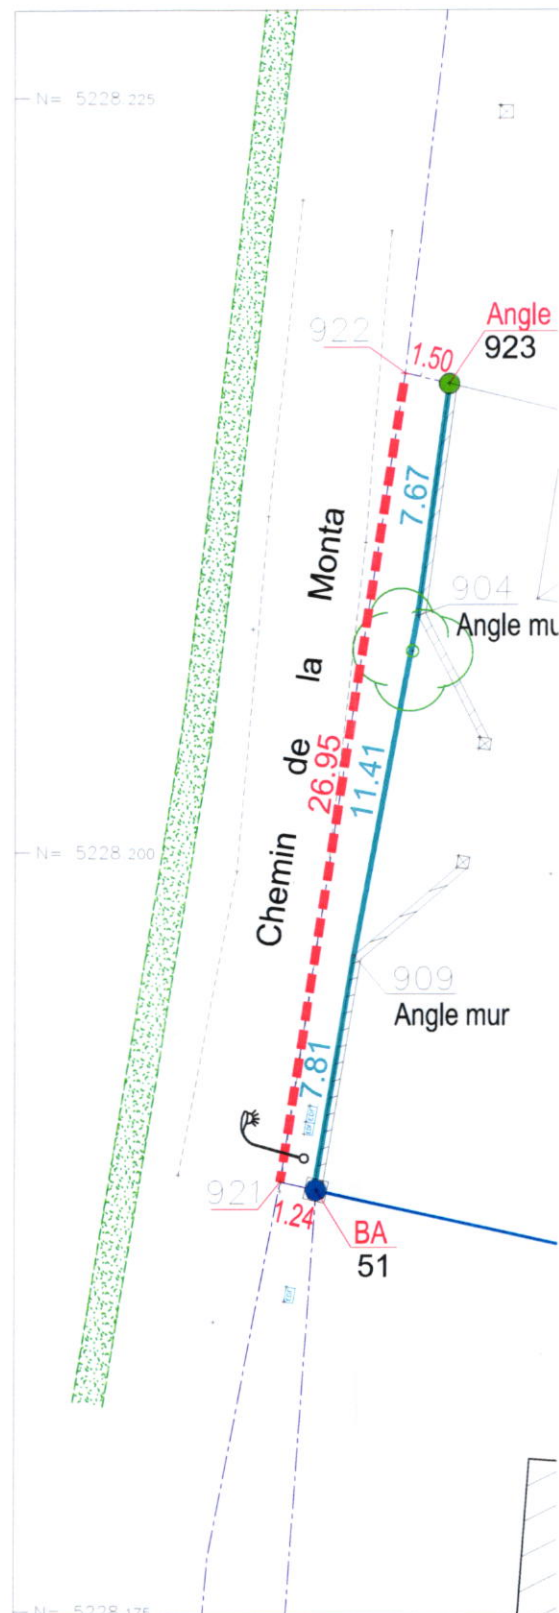 N= 5228.225
922
1.50
Angle
923
7.67
904
Angle mu
Chemin de la Monta
26.95
11.41
N= 5228.200
909
Angle mur
7.81
921
1.24
BA
51
N= 5228.175